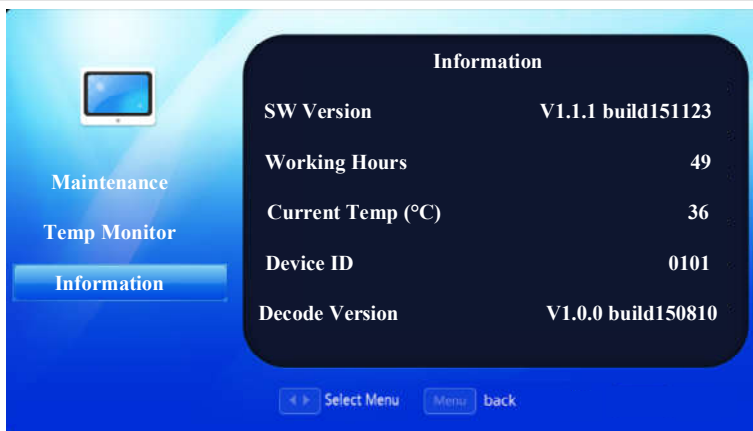 Information
SW Version V1.1.1 build151123
Working Hours 49
Current Temp (°C) 36
Device ID 0101
Decode Version V1.0.0 build150810
Maintenance
Temp Monitor
Information
Select Menu Menu back